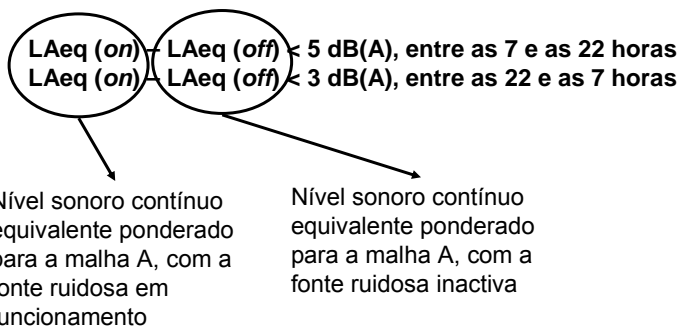 LAeq (on) – LAeq (off) < 5 dB(A), entre as 7 e as 22 horas
LAeq (on) – LAeq (off) < 3 dB(A), entre as 22 e as 7 horas
Nível sonoro contínuo
equivalente ponderado
para a malha A, com a
fonte ruidosa em
funcionamento
Nível sonoro contínuo
equivalente ponderado
para a malha A, com a
fonte ruidosa inactiva